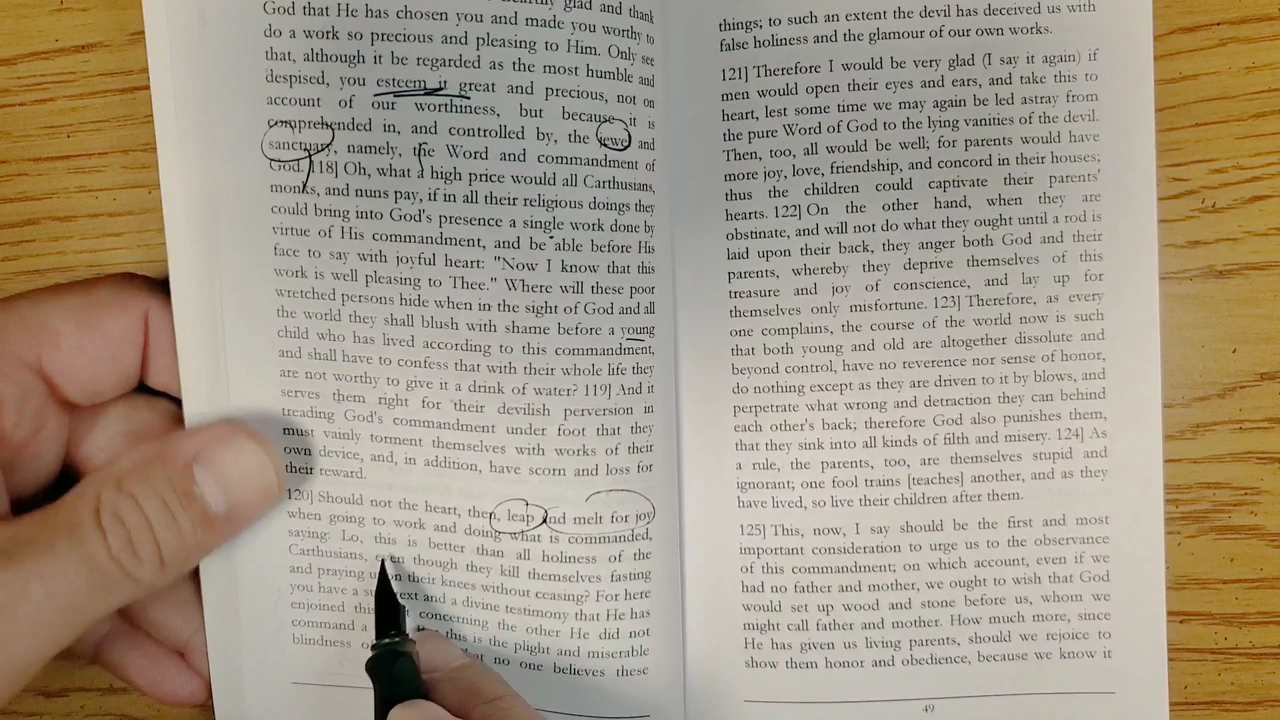 glad and thank
God that He has chosen you and made you worthy to
do a work so precious and pleasing to Him. Only see
that, although it be regarded as the most humble and
despised, you esteem it great and precious, not on
account of our worthiness, but because it is
comprehended in, and controlled by, the jewel and
sanctuary, namely, the Word and commandment of
God. 118] Oh, what a high price would all Carthusians,
monks, and nuns pay, if in all their religious doings they
could bring into God's presence a single work done by
virtue of His commandment, and be able before His
face to say with joyful heart: "Now I know that this
work is well pleasing to Thee." Where will these poor
wretched persons hide when in the sight of God and all
the world they shall blush with shame before a young
child who has lived according to this commandment,
and shall have to confess that with their whole life they
are not worthy to give it a drink of water? 119] And it
serves them right for their devilish perversion in
treading God's commandment under foot that they
must vainly torment themselves with works of their
own device, and, in addition, have scorn and loss for
their reward.
120] Should not the heart, then, leap and melt for joy
when going to work and doing what is commanded,
saying: Lo, this is better than all holiness of the
Carthusians, even though they kill themselves fasting
and praying upon their knees without ceasing? For here
you have a text and a divine testimony that He has
enjoined this concerning the other He did not
command a this is the plight and miserable
blindness no one believes these
things; to such an extent the devil has deceived us with
false holiness and the glamour of our own works.
121] Therefore I would be very glad (I say it again) if
men would open their eyes and ears, and take this to
heart, lest some time we may again be led astray from
the pure Word of God to the lying vanities of the devil.
Then, too, all would be well; for parents would have
more joy, love, friendship, and concord in their houses;
thus the children could captivate their parents'
hearts. 122] On the other hand, when they are
obstinate, and will not do what they ought until a rod is
laid upon their back, they anger both God and their
parents, whereby they deprive themselves of this
treasure and joy of conscience, and lay up for
themselves only misfortune. 123] Therefore, as every
one complains, the course of the world now is such
that both young and old are altogether dissolute and
beyond control, have no reverence nor sense of honor,
do nothing except as they are driven to it by blows, and
perpetrate what wrong and detraction they can behind
each other's back; therefore God also punishes them,
that they sink into all kinds of filth and misery. 124] As
a rule, the parents, too, are themselves stupid and
ignorant; one fool trains [teaches] another, and as they
have lived, so live their children after them.
125] This, now, I say should be the first and most
important consideration to urge us to the observance
of this commandment; on which account, even if we
had no father and mother, we ought to wish that God
would set up wood and stone before us, whom we
might call father and mother. How much more, since
He has given us living parents, should we rejoice to
show them honor and obedience, because we know it
49